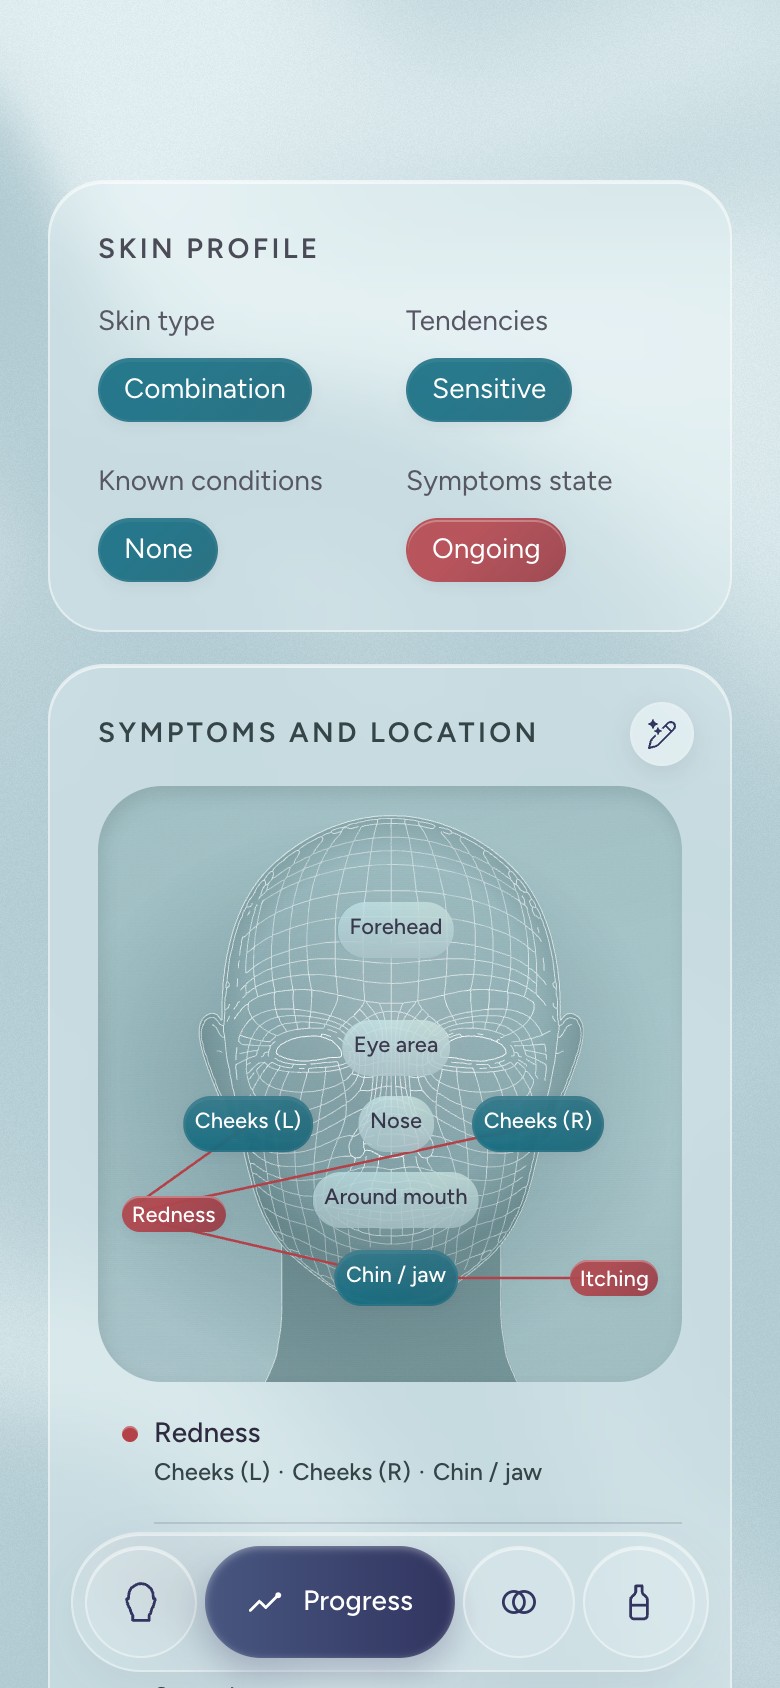 SKIN PROFILE
Skin type
Tendencies
Combination
Sensitive
Known conditions
Symptoms state
None
Ongoing
SYMPTOMS AND LOCATION
Forehead
Eye area
Cheeks (L)
Nose
Cheeks (R)
Around mouth
Redness
Chin / jaw
Itching
Redness
Cheeks (L) · Cheeks (R) · Chin / jaw
Progress